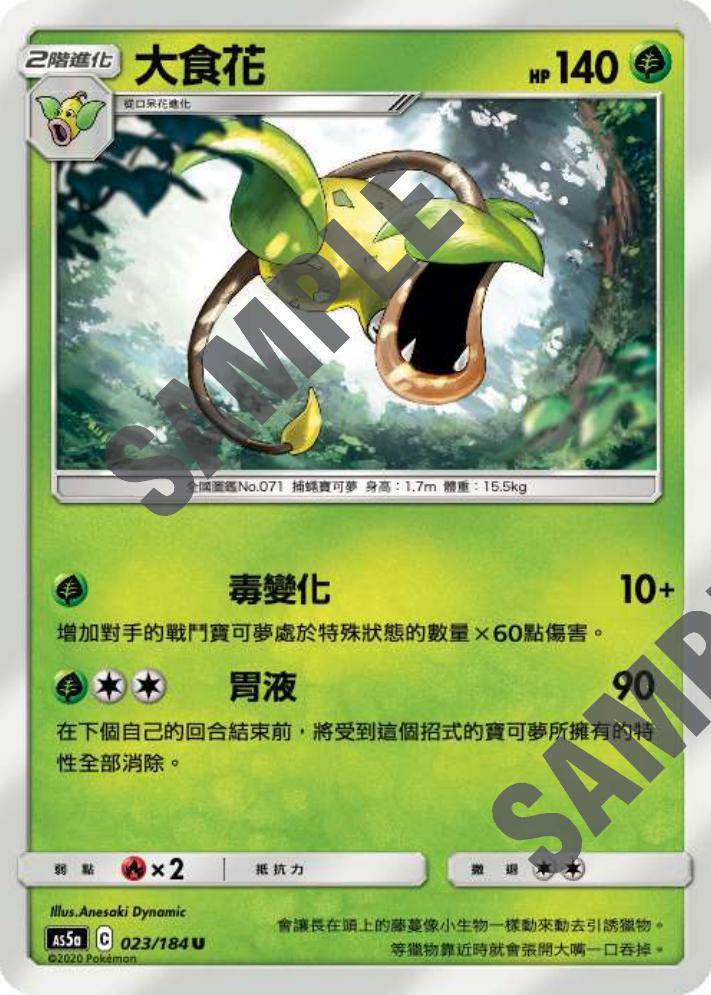 2階進化 大食花 HP 140
從口呆花進化
全國圖鑑No.071 捕蠅寶可夢 身高：1.7m 體重：15.5kg
毒變化 10+
增加對手的戰鬥寶可夢處於特殊狀態的數量×60點傷害。
胃液 90
在下個自己的回合結束前，將受到這個招式的寶可夢所擁有的特
性全部消除。
弱點 ×2 抵抗力 撤退
Illus.Anesaki Dynamic
會讓長在頭上的藤蔓像小生物一樣動來動去引誘獵物。
AS5a C 023/184 U
等獵物靠近時就會張開大嘴一口吞掉。
©2020 Pokémon
SAMPLE
SAMPLE